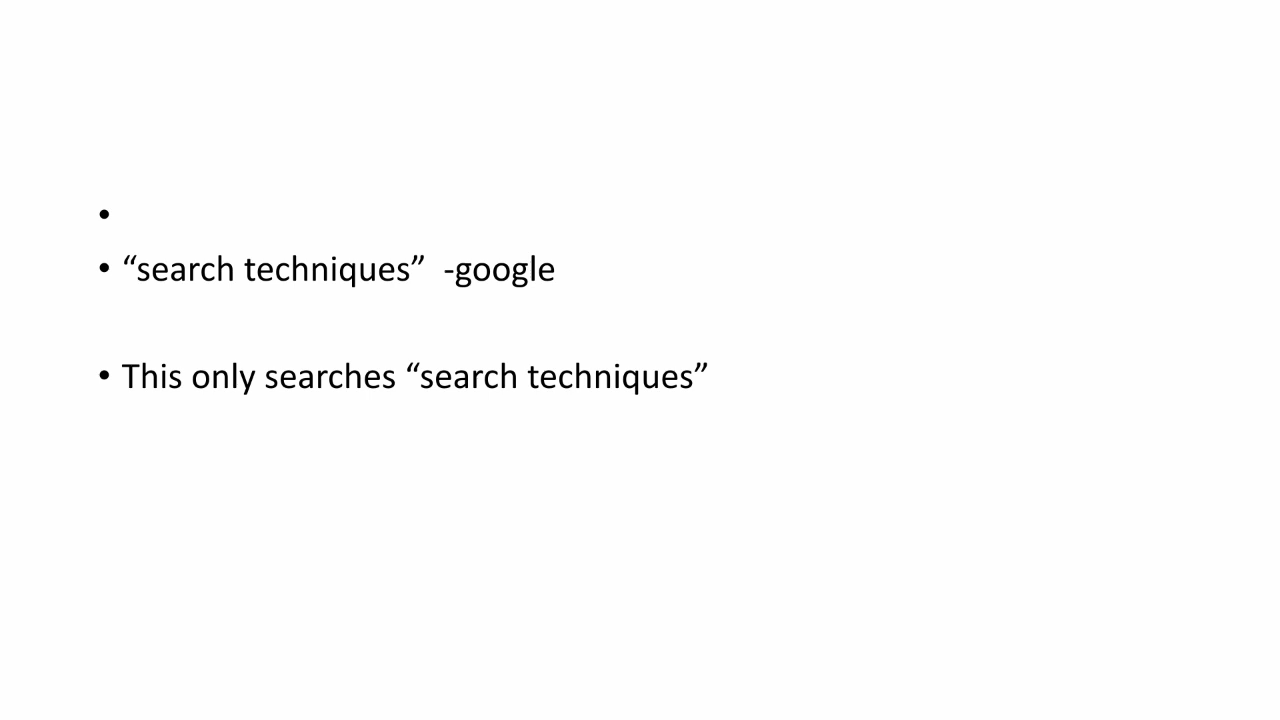 •
• “search techniques”  -google
• This only searches “search techniques”